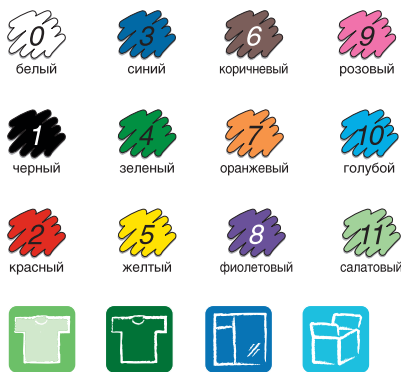 0 3 6 9
белый синий коричневый розовый
1 4 7 10
черный зеленый оранжевый голубой
2 5 8 11
красный желтый фиолетовый салатовый